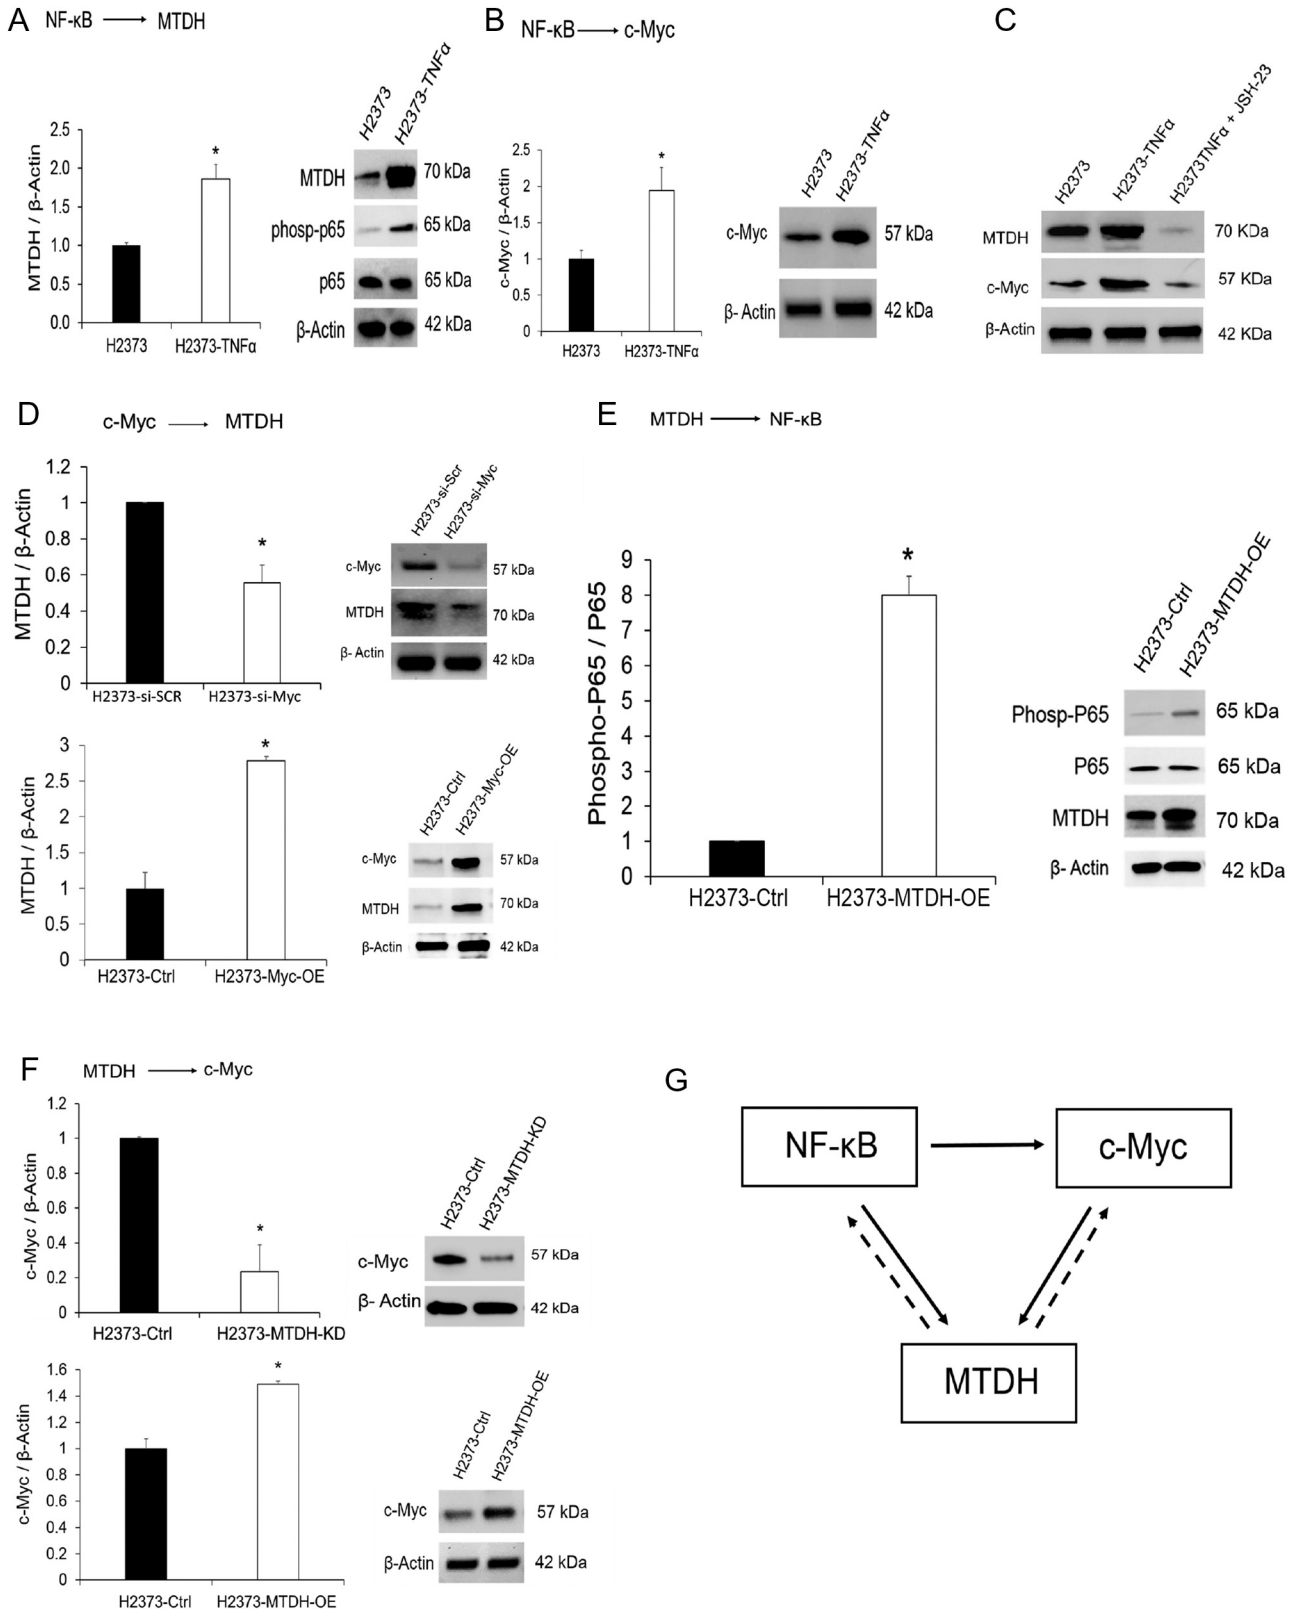 A
NF-κB → MTDH
MTDH / β-Actin
2.5
2.0
1.5
1.0
0.5
0.0
*
H2373
H2373-TNFα
H2373
H2373-TNFα
MTDH
70 kDa
phosp-p65
65 kDa
p65
65 kDa
β-Actin
42 kDa
B
NF-κB → c-Myc
c-Myc / β-Actin
2.5
2
1.5
1
0.5
0
*
H2373
H2373-TNFα
H2373
H2373-TNFα
c-Myc
57 kDa
β- Actin
42 kDa
C
H2373
H2373-TNFα
H2373TNFα + JSH-23
MTDH
70 KDa
c-Myc
57 KDa
β-Actin
42 KDa
D
c-Myc → MTDH
MTDH / β-Actin
1.2
1
0.8
0.6
0.4
0.2
0
*
H2373-si-SCR
H2373-si-Myc
H2373-si-Scr
H2373-si-Myc
c-Myc
57 kDa
MTDH
70 kDa
β- Actin
42 kDa
MTDH / β-Actin
3
2.5
2
1.5
1
0.5
0
*
H2373-Ctrl
H2373-Myc-OE
H2373-Ctrl
H2373-Myc-OE
c-Myc
57 kDa
MTDH
70 kDa
β-Actin
42 kDa
E
MTDH → NF-κB
Phospho-P65 / P65
9
8
7
6
5
4
3
2
1
0
*
H2373-Ctrl
H2373-MTDH-OE
H2373-Ctrl
H2373-MTDH-OE
Phosp-P65
65 kDa
P65
65 kDa
MTDH
70 kDa
β- Actin
42 kDa
F
MTDH → c-Myc
c-Myc / β-Actin
1.2
1
0.8
0.6
0.4
0.2
0
*
H2373-Ctrl
H2373-MTDH-KD
H2373-Ctrl
H2373-MTDH-KD
c-Myc
57 kDa
β- Actin
42 kDa
c-Myc / β-Actin
1.6
1.4
1.2
1
0.8
0.6
0.4
0.2
0
*
H2373-Ctrl
H2373-MTDH-OE
H2373-Ctrl
H2373-MTDH-OE
c-Myc
57 kDa
β-Actin
42 kDa
G
NF-κB
c-Myc
MTDH